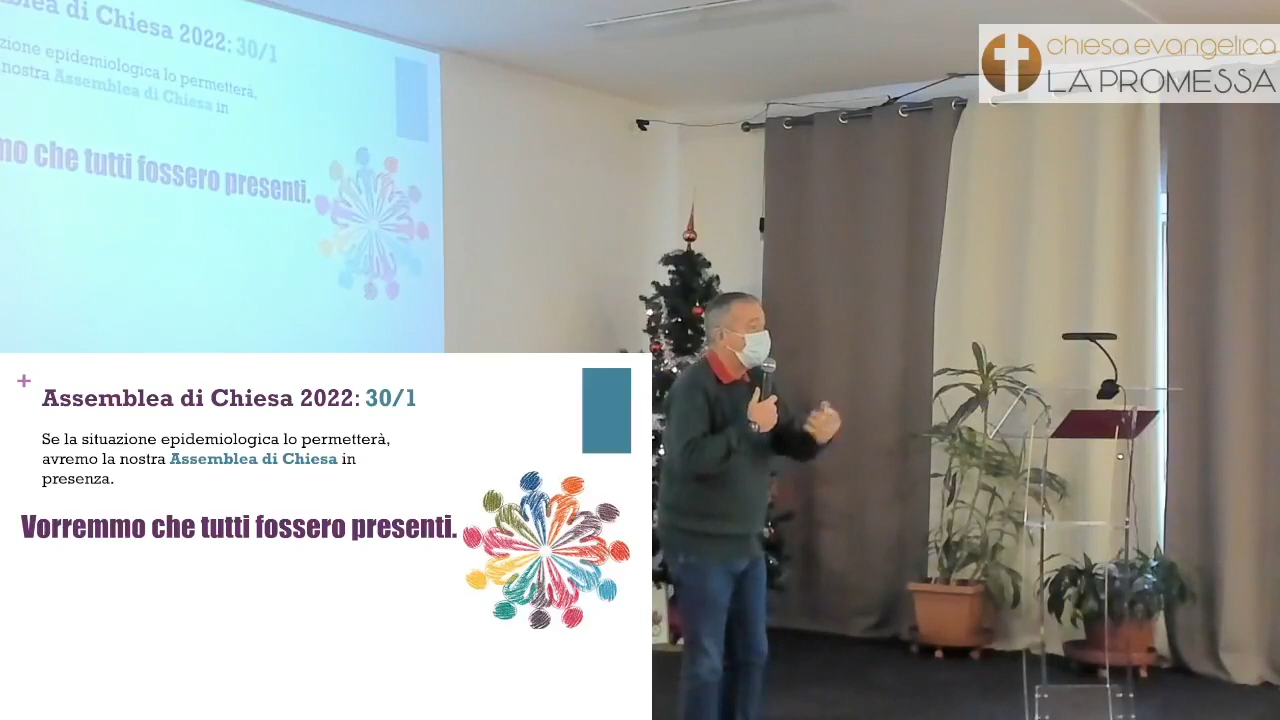 blea di Chiesa 2022: 30/1
zione epidemiologica lo permetterà,
nostra Assemblea di Chiesa in
mo che tutti fossero presenti.
chiesa evangelica
LA PROMESSA
+
Assemblea di Chiesa 2022: 30/1
Se la situazione epidemiologica lo permetterà,
avremo la nostra Assemblea di Chiesa in
presenza.
Vorremmo che tutti fossero presenti.